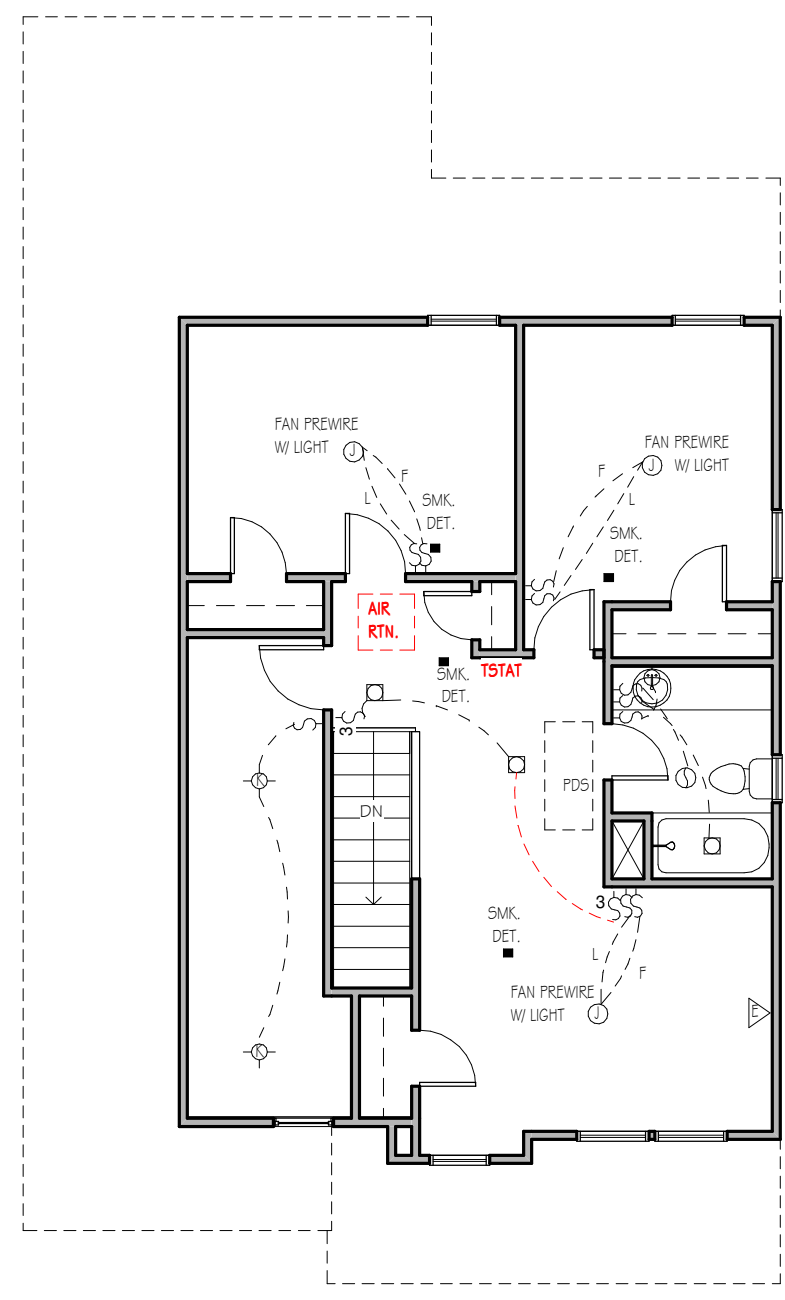 FAN PREWIRE
W/ LIGHT
J
F
L
SMK.
DET.
FAN PREWIRE
W/ LIGHT
J
F
L
SMK.
DET.
AIR
RTN.
SMK.
DET.
TSTAT
3
K
DN
PDS
3
SMK.
DET.
L
F
FAN PREWIRE
W/ LIGHT
J
E
K